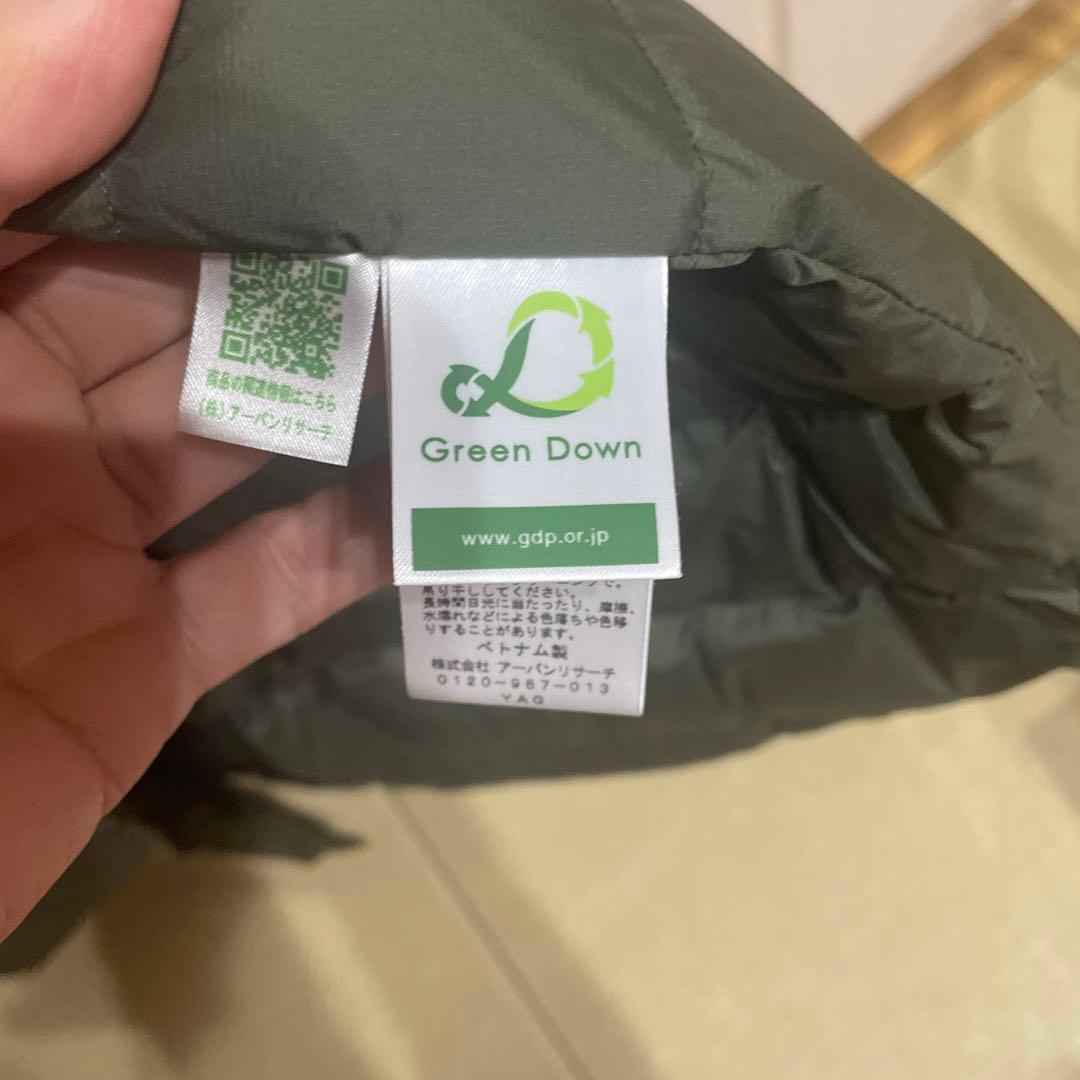 商品の関連情報はこちら
(株)アーバンリサーチ
Green Down
www.gdp.or.jp
吊り干ししてください。
長時間日光に当たったり、摩擦、
水濡れなどによる色落ちや色移
りすることがあります。
ベトナム製
株式会社 アーバンリサーチ
0120-967-013
YAG